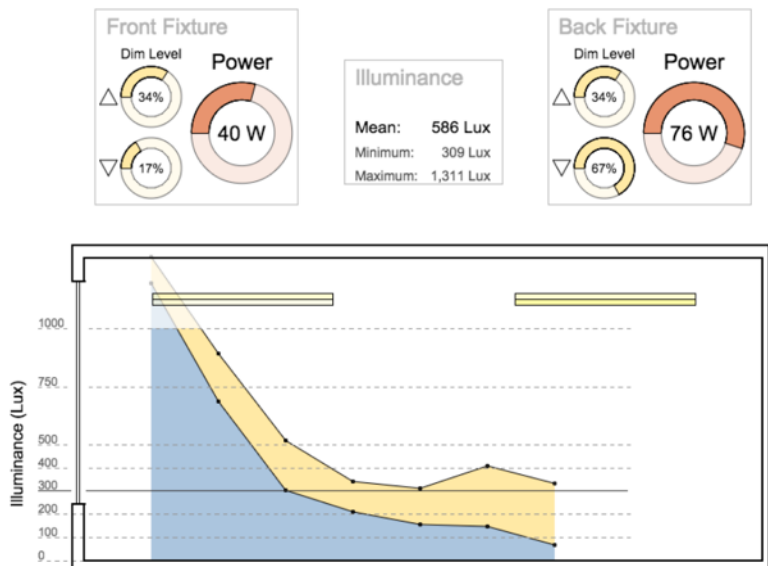 Front Fixture
Dim Level
Power
34%
40 W
17%
Illuminance
Mean: 586 Lux
Minimum: 309 Lux
Maximum: 1,311 Lux
Back Fixture
Dim Level
Power
34%
76 W
67%
Illuminance (Lux)
1000
750
500
400
300
200
100
0